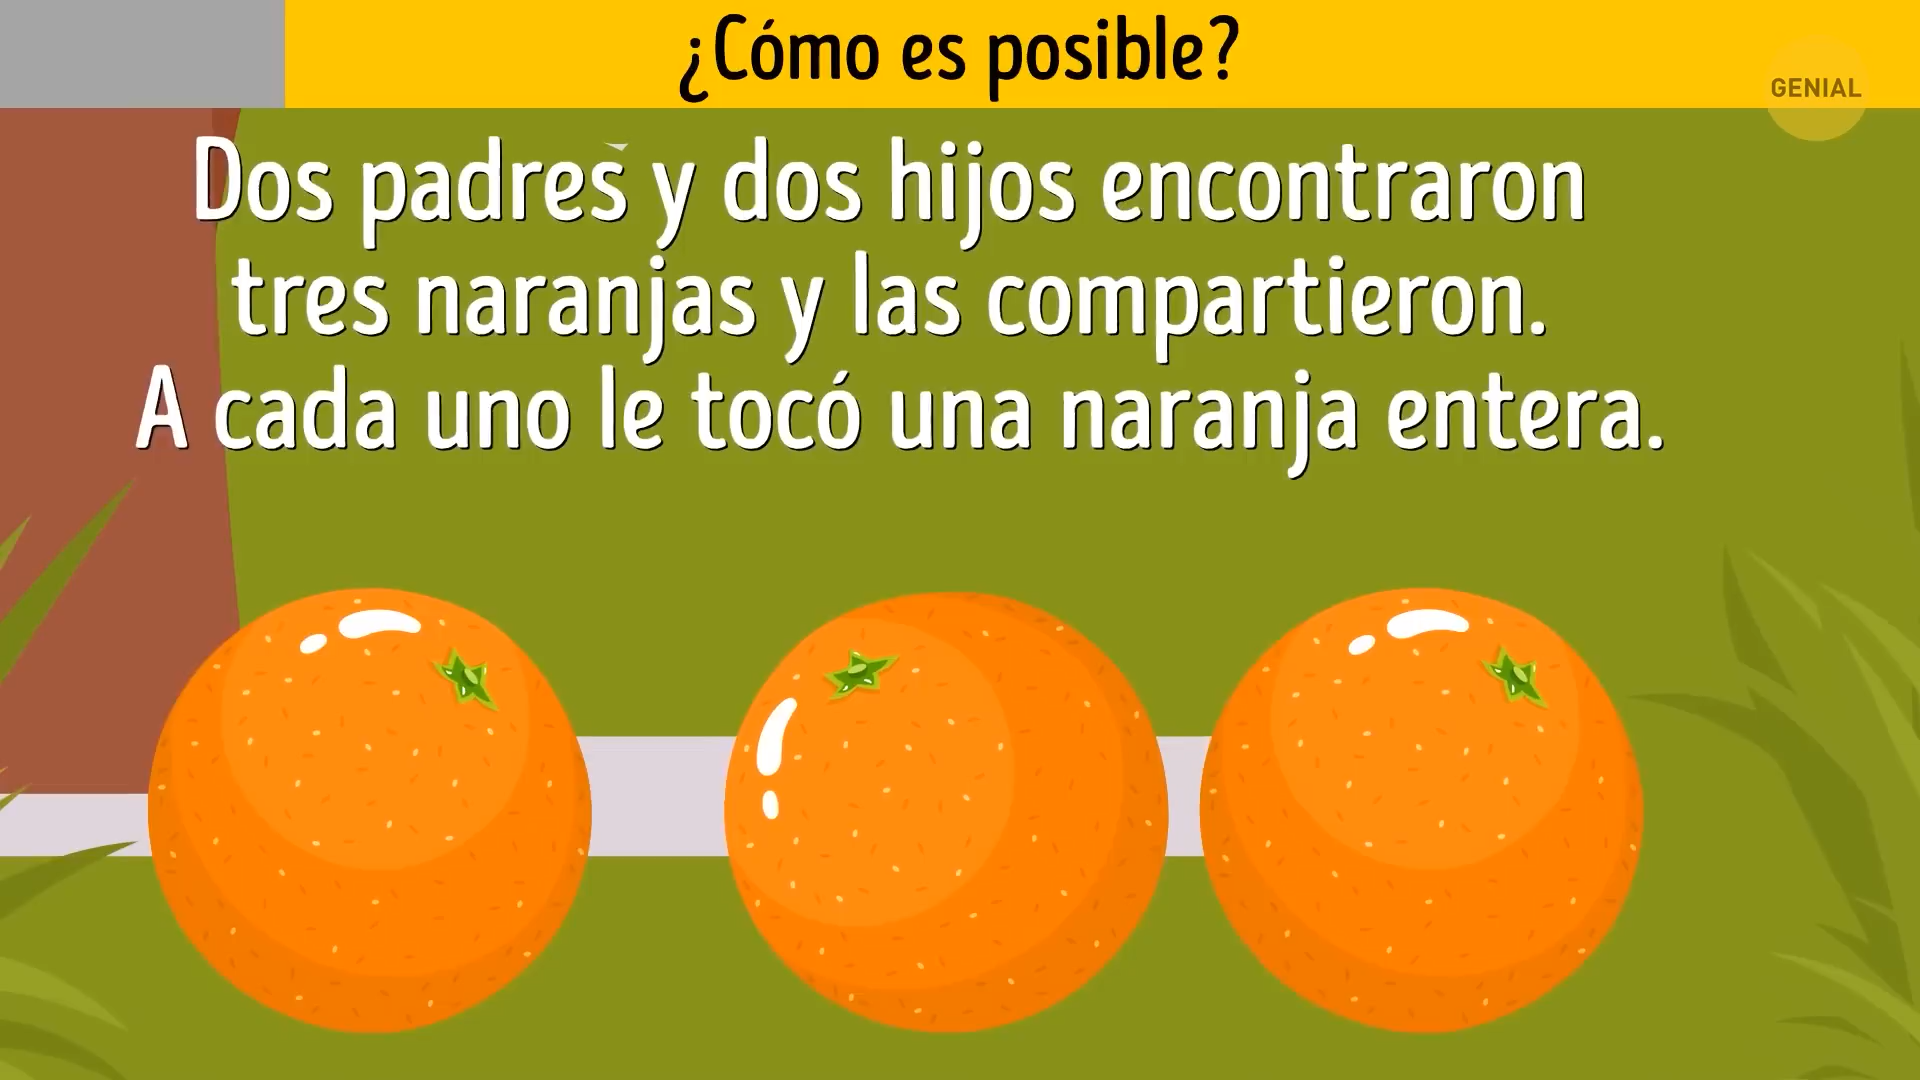 ¿Cómo es posible?
GENIAL
Dos padres y dos hijos encontraron
tres naranjas y las compartieron.
A cada uno le tocó una naranja entera.